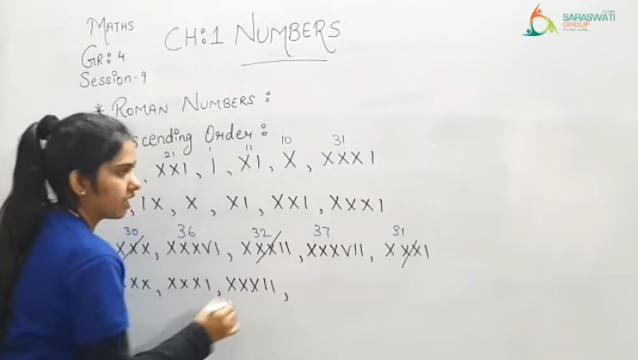 MATHS
GR: 4
Session-9
CH:1 NUMBERS
SARASWATI
GROUP
* ROMAN NUMBERS :
scending Order :
21 1 11 10 31
, XXI, I, XI, X, XXXI
, IX, X, XI, XXI, XXXI
30 36 32 37 31
XXX, XXXVI, XXXII, XXXVII, XXXI
XX, XXXI, XXXII,